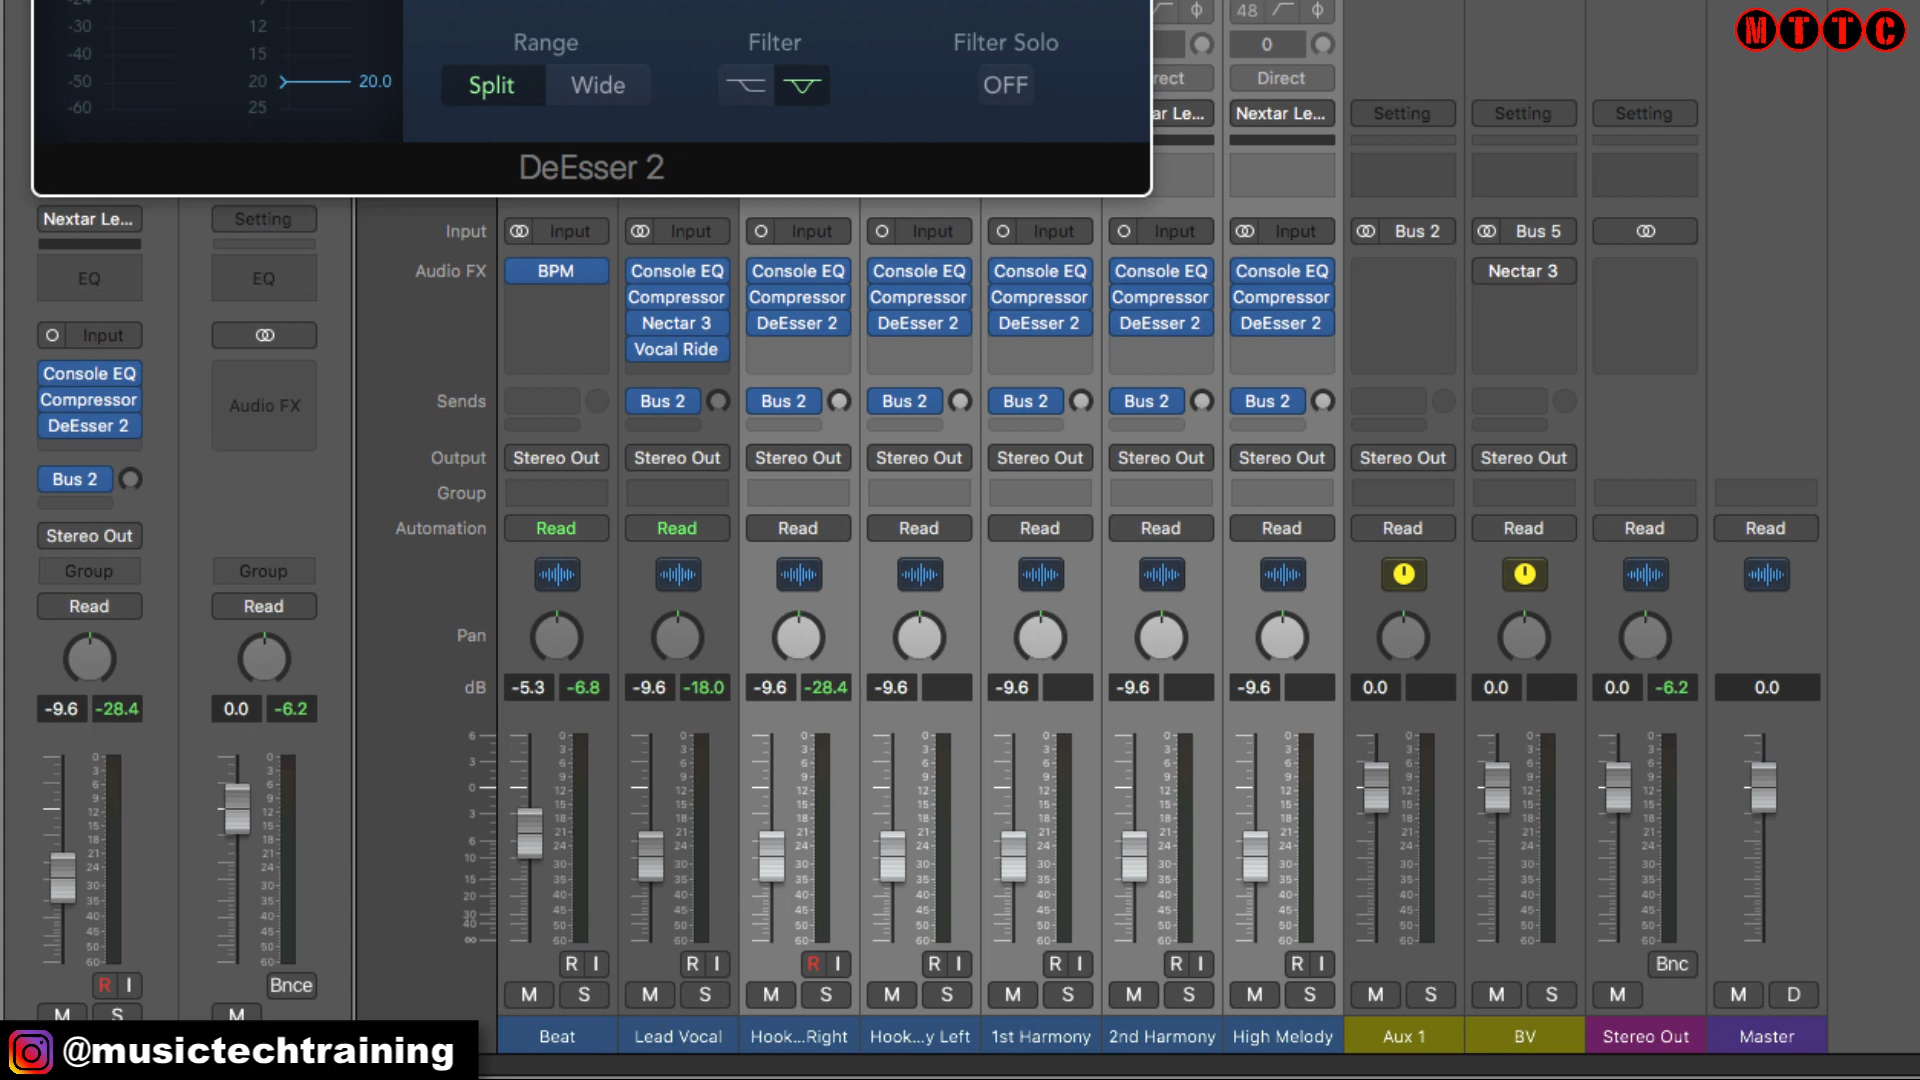 MTTC
-24
7
-30 12
-40 15
-50 20 20.0
-60 25
Range Filter Filter Solo
Split Wide OFF
DeEsser 2
48
0
rect Direct
ar Le... Nextar Le... Setting Setting Setting
Nextar Le... Setting
EQ EQ
Input
Audio FX
Console EQ
Compressor
DeEsser 2
Bus 2
Stereo Out
Group Group
Read Read
-9.6 -28.4 0.0 -6.2
R I Bnce
M S M
Input Input Input Input Input Input Input Input Bus 2 Bus 5
Audio FX BPM Console EQ Console EQ Console EQ Console EQ Console EQ Console EQ Nectar 3
Compressor Compressor Compressor Compressor Compressor Compressor
Nectar 3 DeEsser 2 DeEsser 2 DeEsser 2 DeEsser 2 DeEsser 2
Vocal Ride
Sends Bus 2 Bus 2 Bus 2 Bus 2 Bus 2 Bus 2
Output Stereo Out Stereo Out Stereo Out Stereo Out Stereo Out Stereo Out Stereo Out Stereo Out Stereo Out
Group
Automation Read Read Read Read Read Read Read Read Read Read Read
Pan
dB -5.3 -6.8 -9.6 -18.0 -9.6 -28.4 -9.6 -9.6 -9.6 -9.6 0.0 0.0 0.0 -6.2 0.0
R I R I R I R I R I R I R I Bnc
M S M S M S M S M S M S M S M S M S M M D
Beat Lead Vocal Hook...Right Hook...y Left 1st Harmony 2nd Harmony High Melody Aux 1 BV Stereo Out Master
@musictechtraining